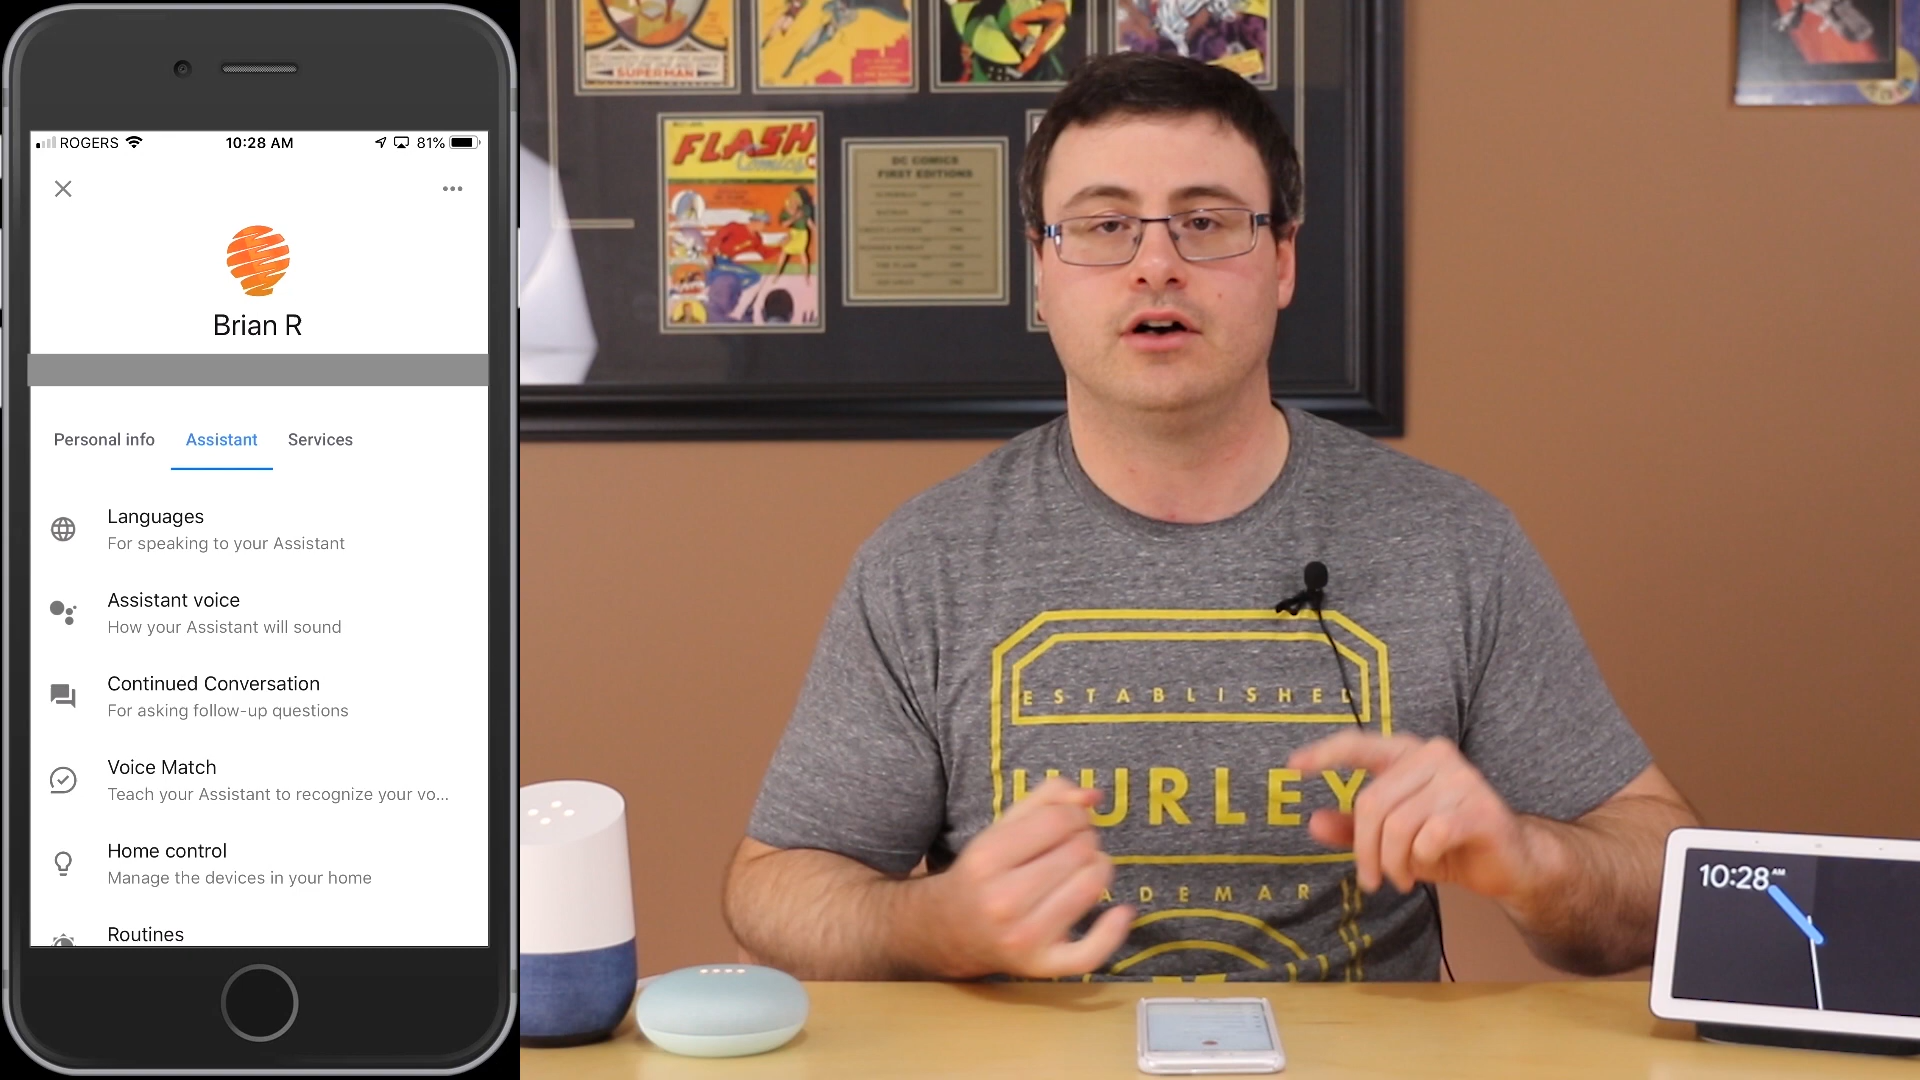 ROGERS 10:28 AM 81%
Brian R
Personal info Assistant Services
Languages
For speaking to your Assistant
Assistant voice
How your Assistant will sound
Continued Conversation
For asking follow-up questions
Voice Match
Teach your Assistant to recognize your vo...
Home control
Manage the devices in your home
Routines
SUPERMAN
FLASH
Comics
DC COMICS
FIRST EDITIONS
ESTABLISHED
HURLEY
ADEMAR
10:28 AM